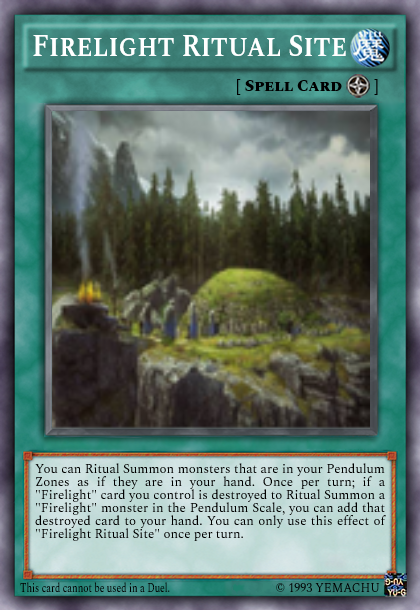 FIRELIGHT RITUAL SITE 魔
[ SPELL CARD ]
You can Ritual Summon monsters that are in your Pendulum
Zones as if they are in your hand. Once per turn; if a
"Firelight" card you control is destroyed to Ritual Summon a
"Firelight" monster in the Pendulum Scale, you can add that
destroyed card to your hand. You can only use this effect of
"Firelight Ritual Site" once per turn.
This card cannot be used in a Duel. © 1993 YEMACHU